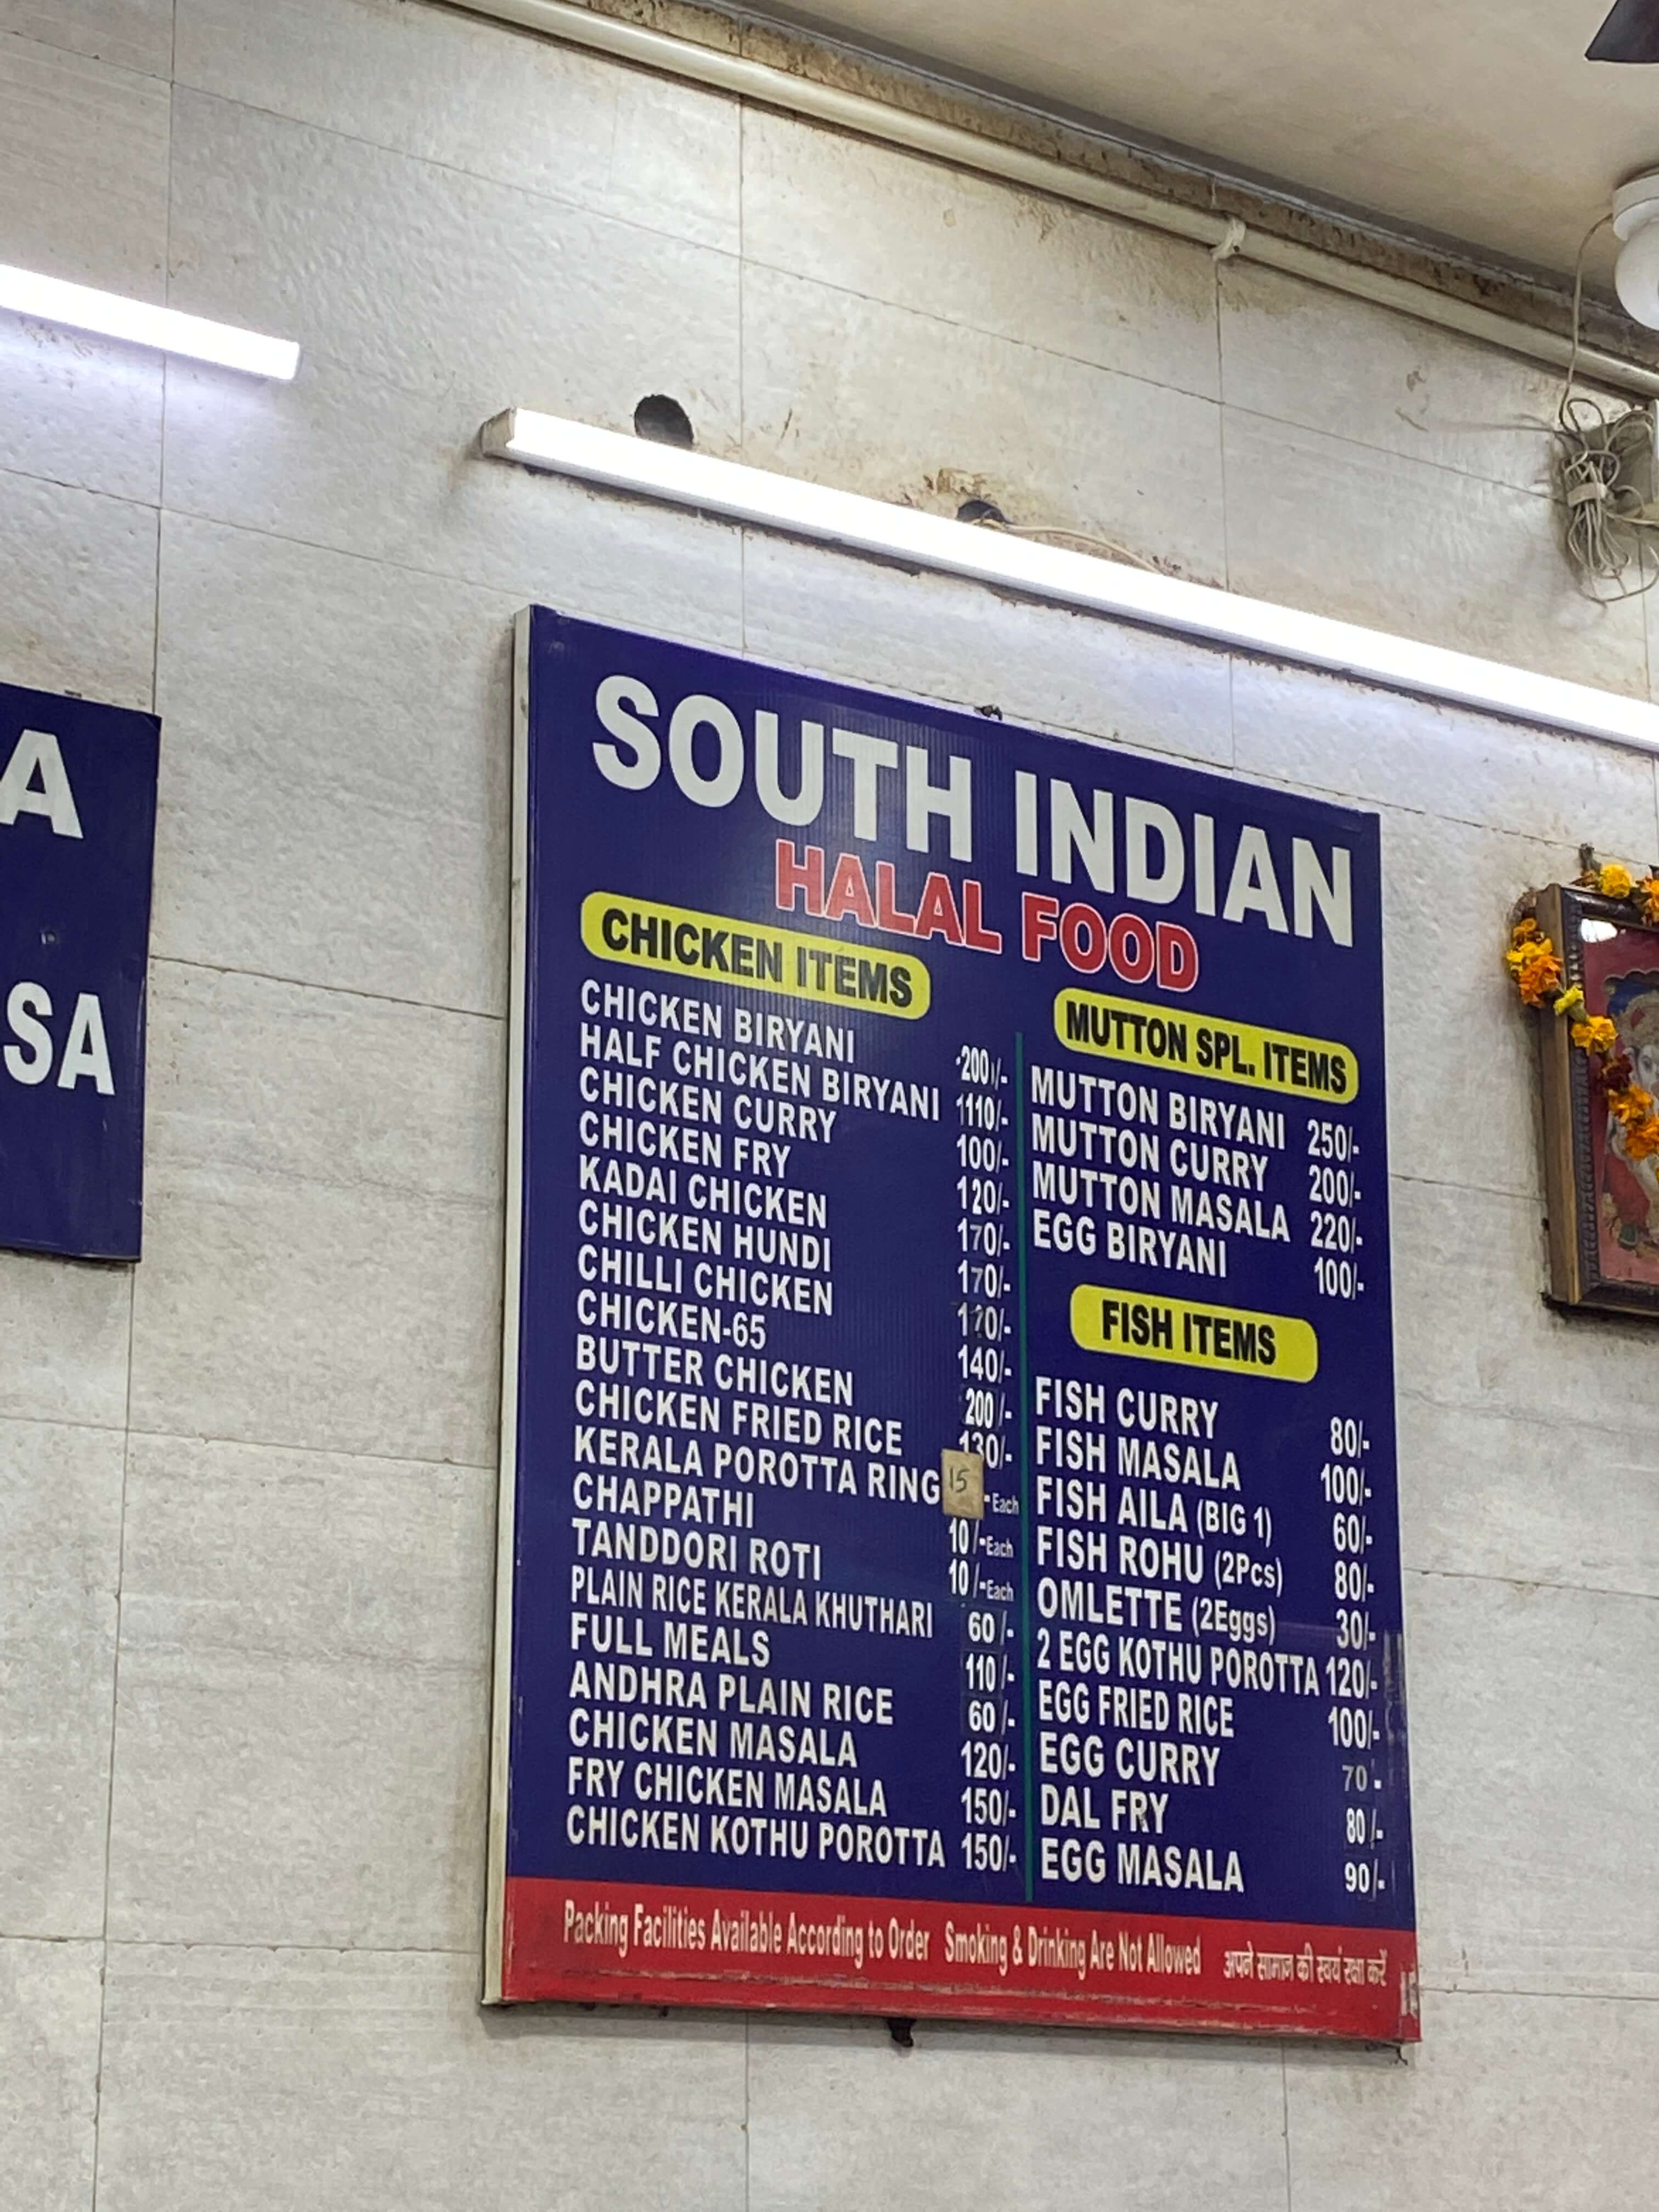 A
SA
SOUTH INDIAN
HALAL FOOD
CHICKEN ITEMS
CHICKEN BIRYANI 200/-
HALF CHICKEN BIRYANI 110/-
CHICKEN CURRY 100/-
CHICKEN FRY 120/-
KADAI CHICKEN 170/-
CHICKEN HUNDI 170/-
CHILLI CHICKEN
CHICKEN-65 140/-
BUTTER CHICKEN 200/-
CHICKEN FRIED RICE 130/-
KERALA POROTTA RING 15 -Each
CHAPPATHI 10/-Each
TANDDORI ROTI 10/-Each
PLAIN RICE KERALA KHUTHARI 60/-
FULL MEALS 110/-
ANDHRA PLAIN RICE 60/-
CHICKEN MASALA 120/-
FRY CHICKEN MASALA 150/-
CHICKEN KOTHU POROTTA 150/-
MUTTON SPL. ITEMS
MUTTON BIRYANI 250/-
MUTTON CURRY 200/-
MUTTON MASALA 220/-
EGG BIRYANI 100/-
FISH ITEMS
FISH CURRY 80/-
FISH MASALA 100/-
FISH AILA (BIG 1) 60/-
FISH ROHU (2Pcs) 80/-
OMLETTE (2Eggs) 30/-
2 EGG KOTHU POROTTA 120/-
EGG FRIED RICE 100/-
EGG CURRY 70 -
DAL FRY 80/-
EGG MASALA 90/-
Packing Facilities Available According to Order Smoking & Drinking Are Not Allowed अपने सामान की स्वयं रक्षा करें